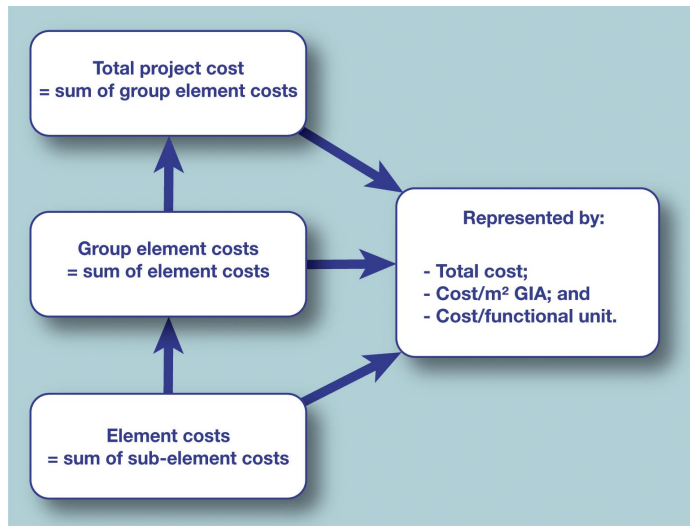 Total project cost
= sum of group element costs
Group element costs
= sum of element costs
Element costs
= sum of sub-element costs
Represented by:
- Total cost;
- Cost/m² GIA; and
- Cost/functional unit.